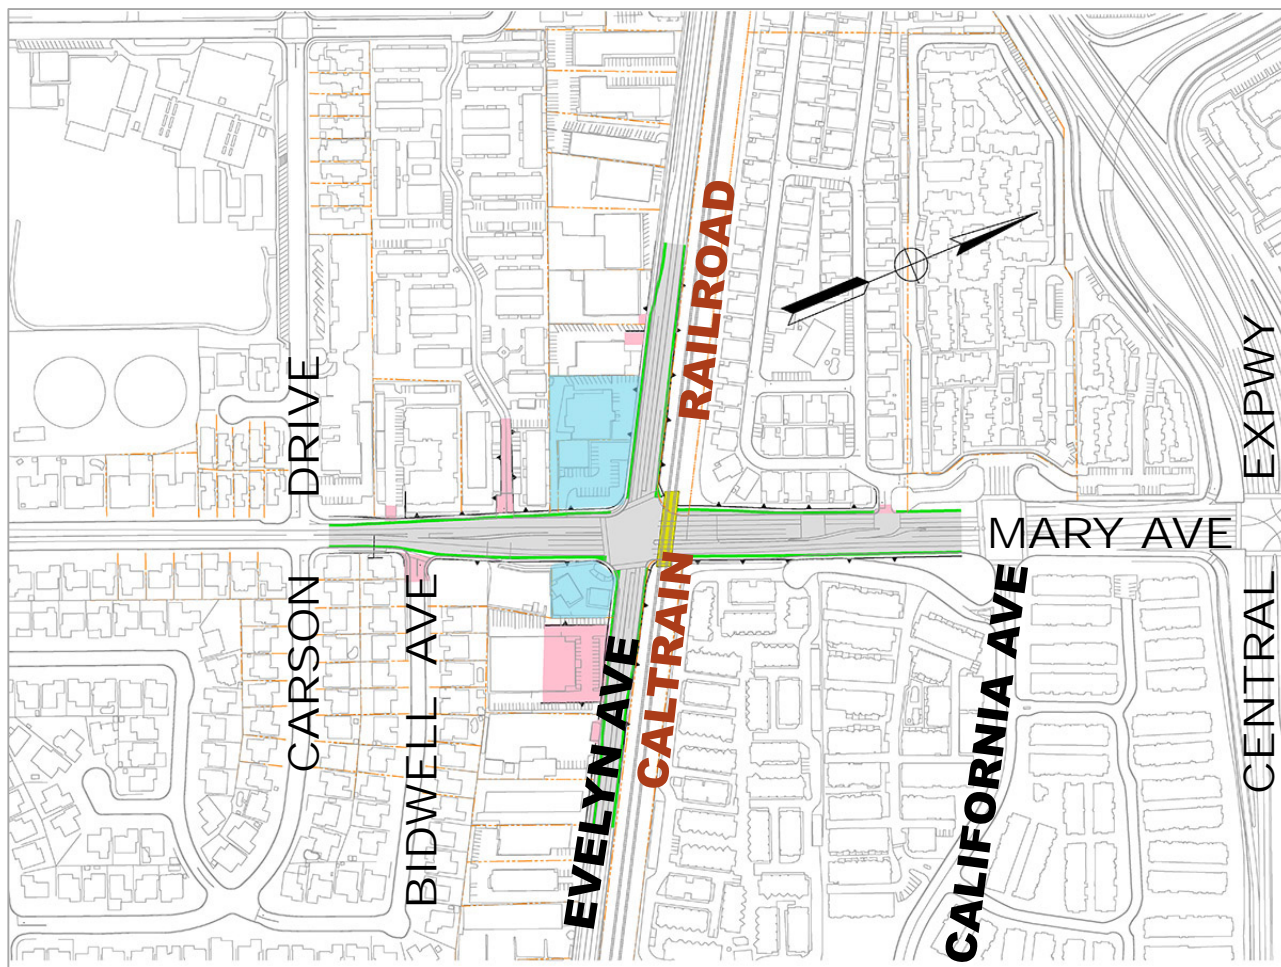 RAILROAD
CARSON DRIVE
CENTRAL EXPWY
MARY AVE
BIDWELL AVE
EVELYN AVE
CALTRAIN
CALIFORNIA AVE